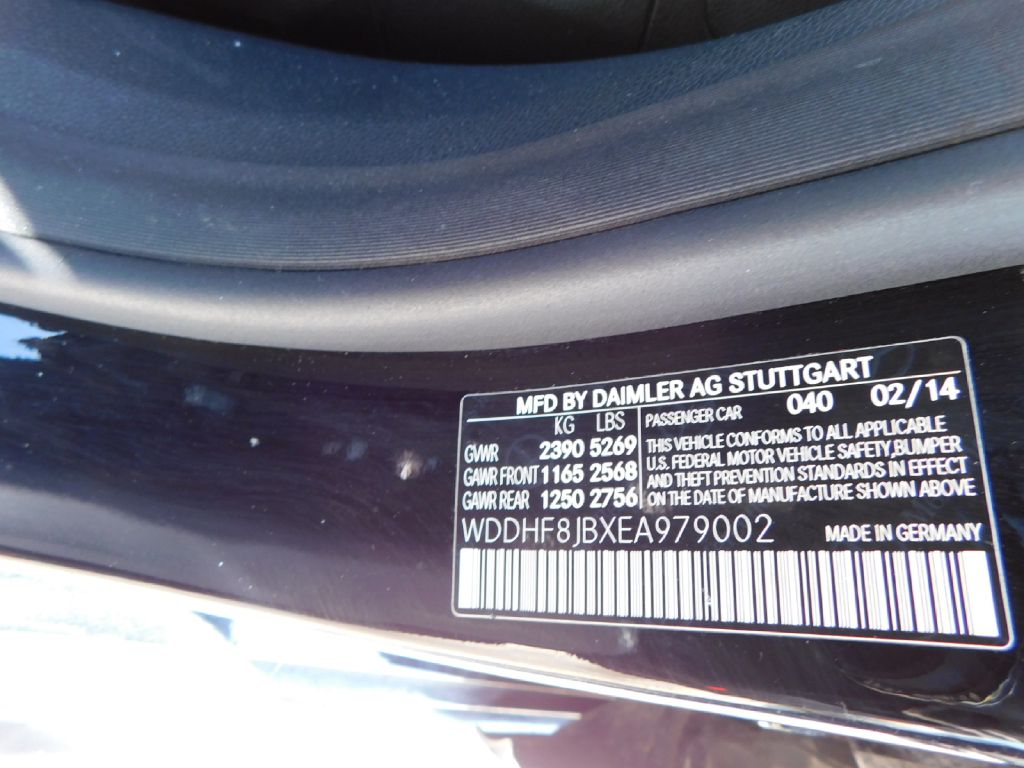 MFD BY DAIMLER AG STUTTGART
KG LBS PASSENGER CAR 040 02/14
GVWR 2390 5269
GAWR FRONT 1165 2568
GAWR REAR 1250 2756
THIS VEHICLE CONFORMS TO ALL APPLICABLE
U.S. FEDERAL MOTOR VEHICLE SAFETY, BUMPER
AND THEFT PREVENTION STANDARDS IN EFFECT
ON THE DATE OF MANUFACTURE SHOWN ABOVE
WDDHF8JBXEA979002 MADE IN GERMANY